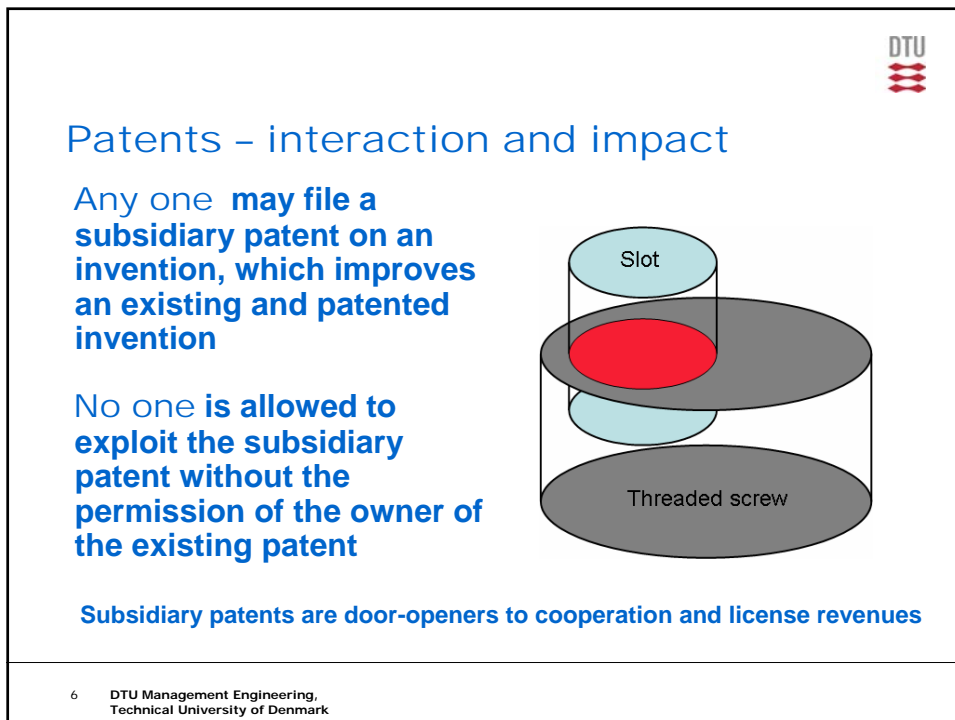 DTU
Patents – interaction and impact
Any one may file a
subsidiary patent on an
invention, which improves
an existing and patented
invention
No one is allowed to
exploit the subsidiary
patent without the
permission of the owner of
the existing patent
Slot
Threaded screw
Subsidiary patents are door-openers to cooperation and license revenues
6 DTU Management Engineering,
Technical University of Denmark